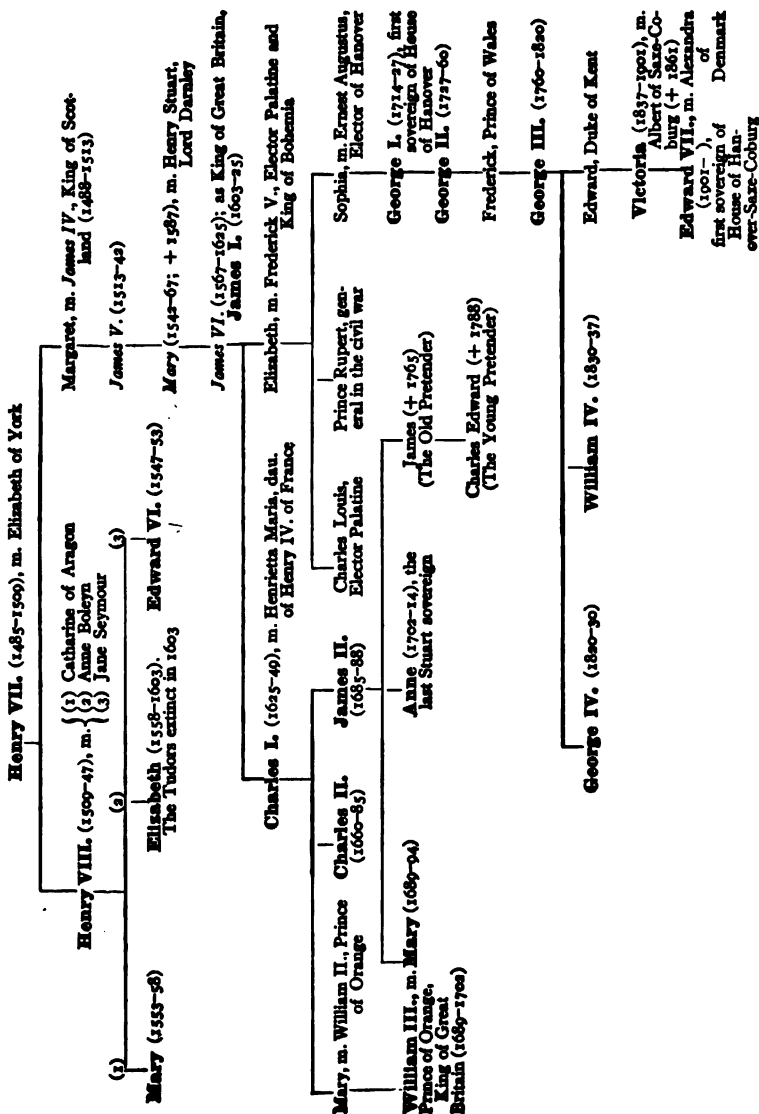 Henry VII. (1485–1509), m. Elizabeth of York
Henry VIII. (1509–47), m.
(1) Catharine of Aragon
(2) Anne Boleyn
(3) Jane Seymour
Margaret, m. James IV., King of Scot-
land (1488–1513)
(1)
(2)
(3)
James V. (1513–42)
Mary (1553–58)
Elizabeth (1558–1603).
The Tudors extinct in 1603
Edward VI. (1547–53)
Mary (1542–67; + 1587), m. Henry Stuart,
Lord Darnley
James VI. (1567–1625); as King of Great Britain,
James I. (1603–25)
Charles I. (1625–49), m. Henrietta Maria, dau.
of Henry IV. of France
Elizabeth, m. Frederick V., Elector Palatine and
King of Bohemia
Mary, m. William II., Prince
of Orange
Charles II.
(1660–85)
James II.
(1685–88)
Charles Louis,
Elector Palatine
Prince Rupert, gen-
eral in the civil war
Sophia, m. Ernest Augustus,
Elector of Hanover
William III., m. Mary (1689–94)
Prince of Orange,
King of Great
Britain (1689–1702)
Anne (1702–14), the
last Stuart sovereign
James (+ 1765)
(The Old Pretender)
George I. (1714–27), first
sovereign of House
of Hanover
George II. (1727–60)
Charles Edward (+ 1788)
(The Young Pretender)
Frederick, Prince of Wales
George III. (1760–1820)
George IV. (1820–30)
William IV. (1830–37)
Edward, Duke of Kent
Victoria (1837–1901), m.
Albert of Saxe-Co-
burg (+ 1861)
Edward VII., m. Alexandra
(1901– ), of
first sovereign of Denmark
House of Han-
over-Saxe-Coburg